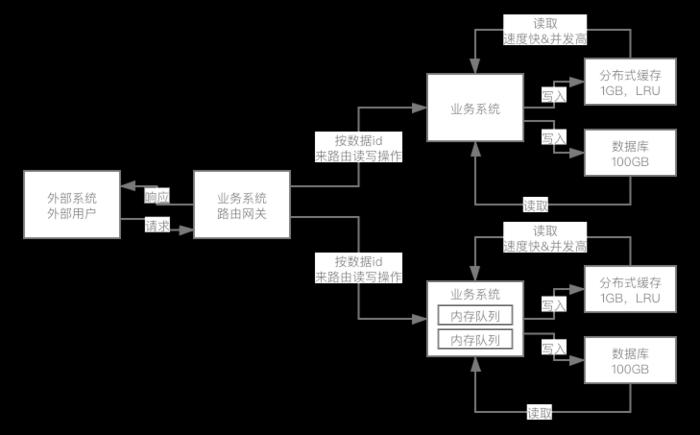 外部系统
外部用户
响应
请求
业务系统
路由网关
按数据id
来路由读写操作
读取
速度快&并发高
业务系统
写入
分布式缓存
1GB，LRU
写入
数据库
100GB
读取
按数据id
来路由读写操作
读取
速度快&并发高
业务系统
内存队列
内存队列
写入
分布式缓存
1GB，LRU
写入
数据库
100GB
读取